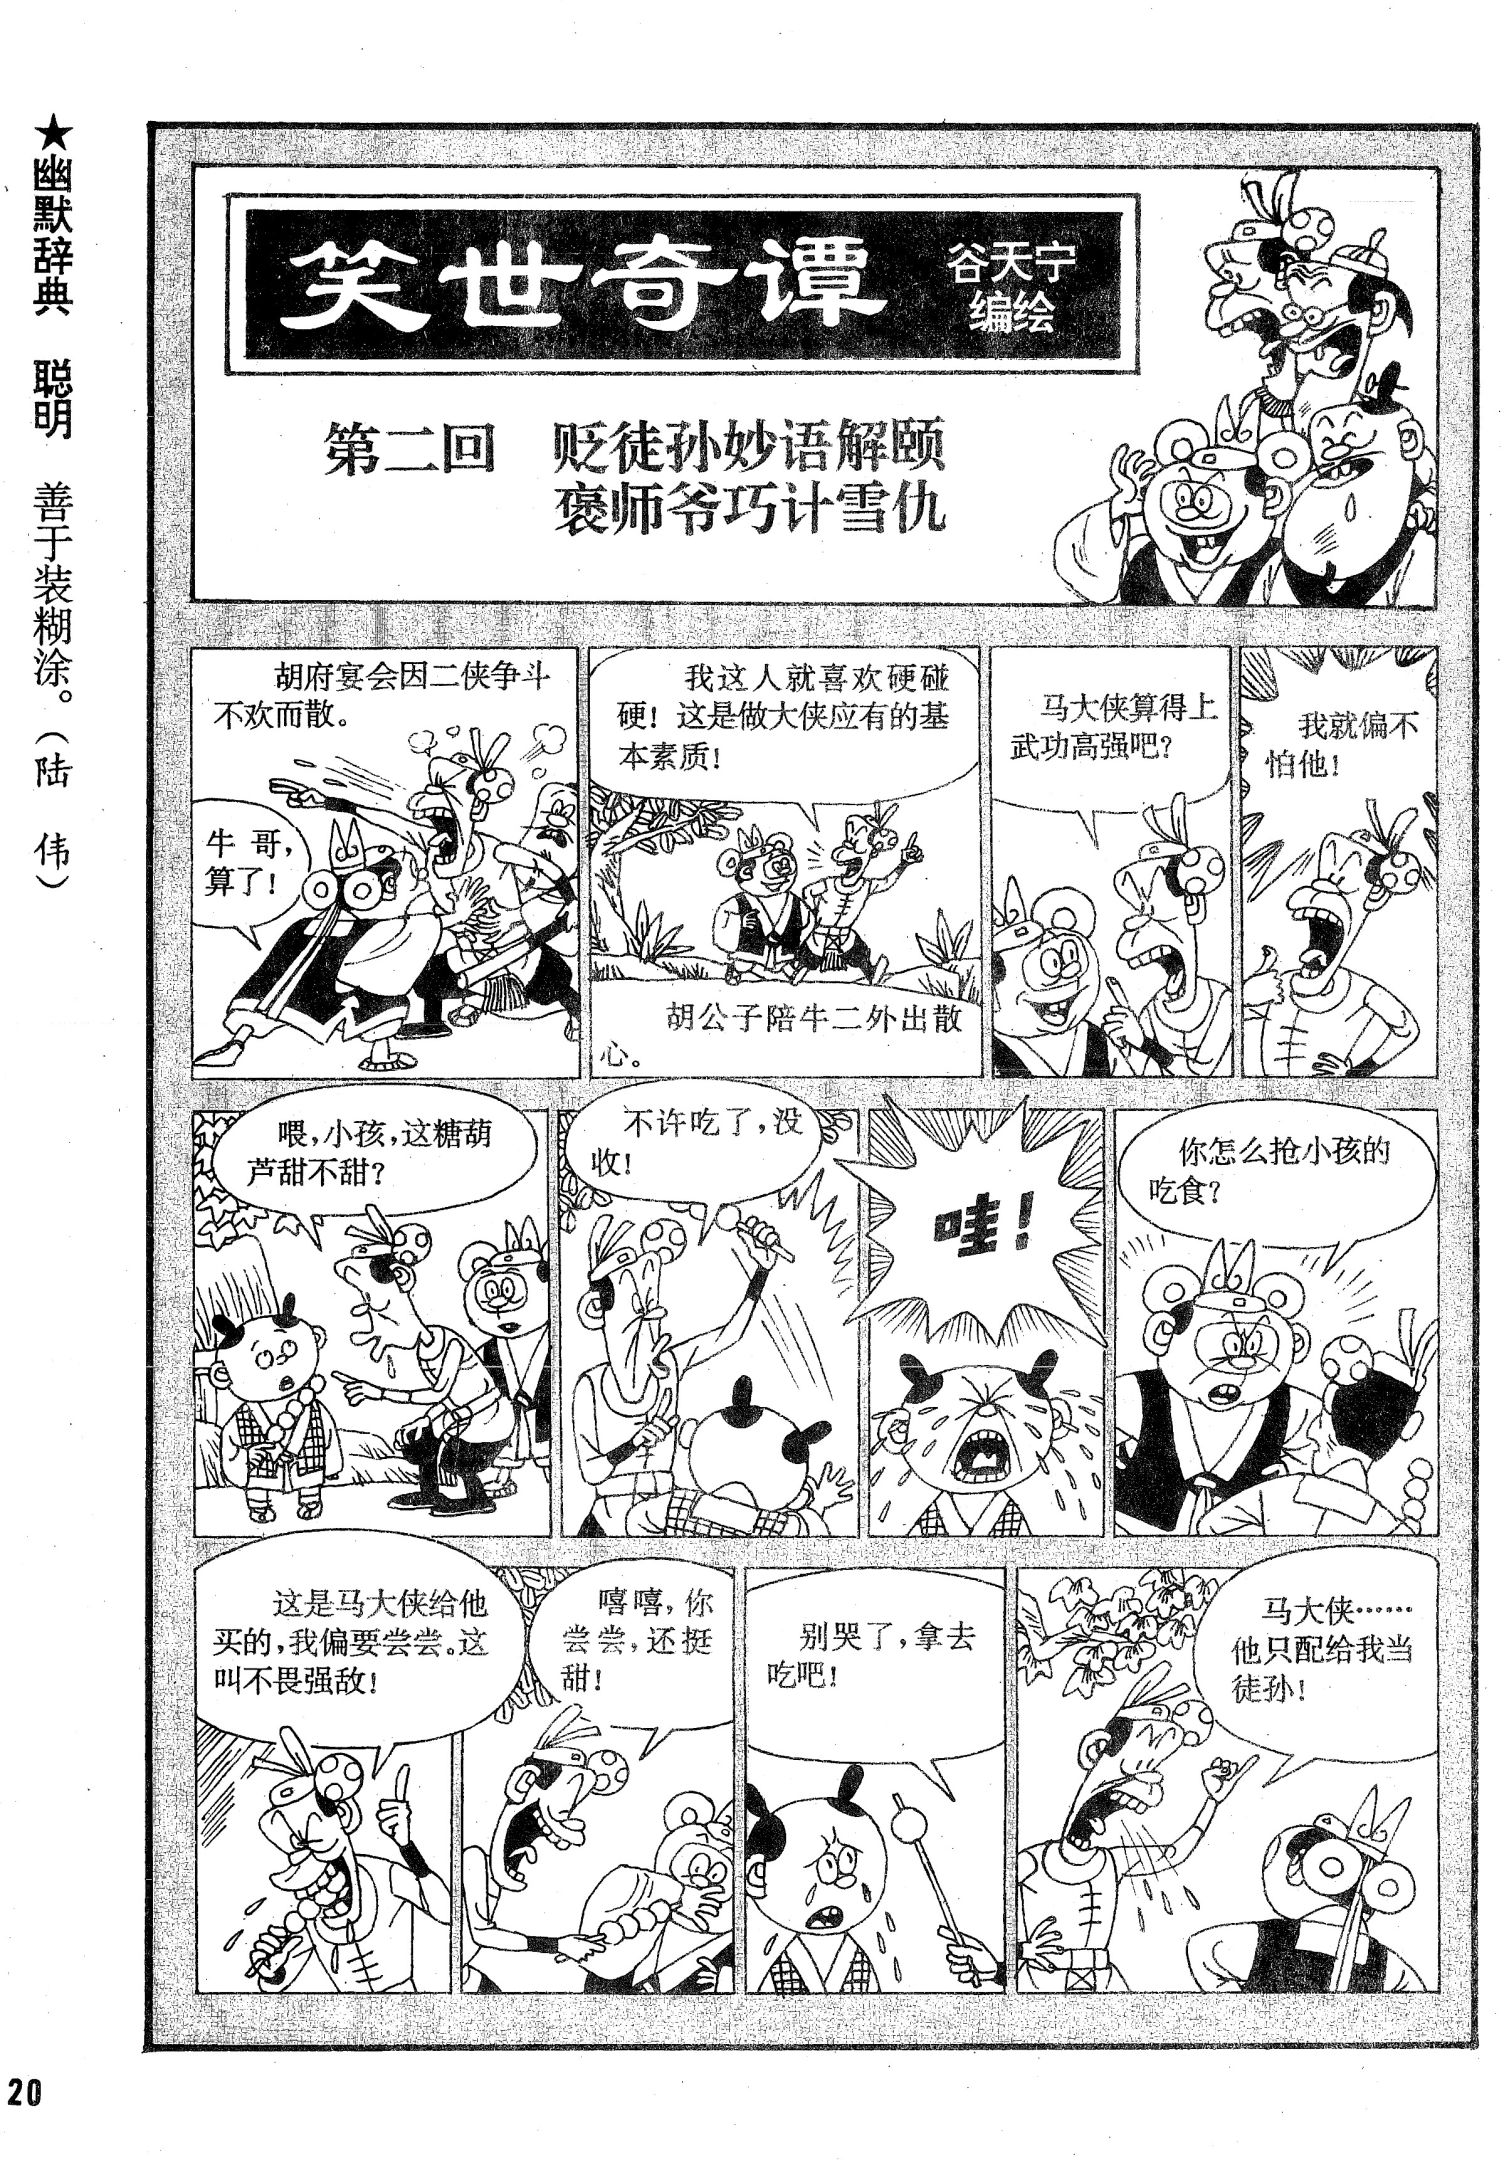 ★幽默辞典　聪明　善于装糊涂。（陆　伟）
笑世奇谭
谷天宁
编绘
第二回　贬徒孙妙语解颐
褒师爷巧计雪仇
胡府宴会因二侠争斗
不欢而散。
牛哥，
算了！
我这人就喜欢硬碰
硬！这是做大侠应有的基
本素质！
胡公子陪牛二外出散
心。
马大侠算得上
武功高强吧？
我就偏不
怕他！
喂，小孩，这糖葫
芦甜不甜？
不许吃了，没
收！
哇！
你怎么抢小孩的
吃食？
这是马大侠给他
买的，我偏要尝尝。这
叫不畏强敌！
嘻嘻，你
尝尝，还挺
甜！
别哭了，拿去
吃吧！
马大侠……
他只配给我当
徒孙！
20